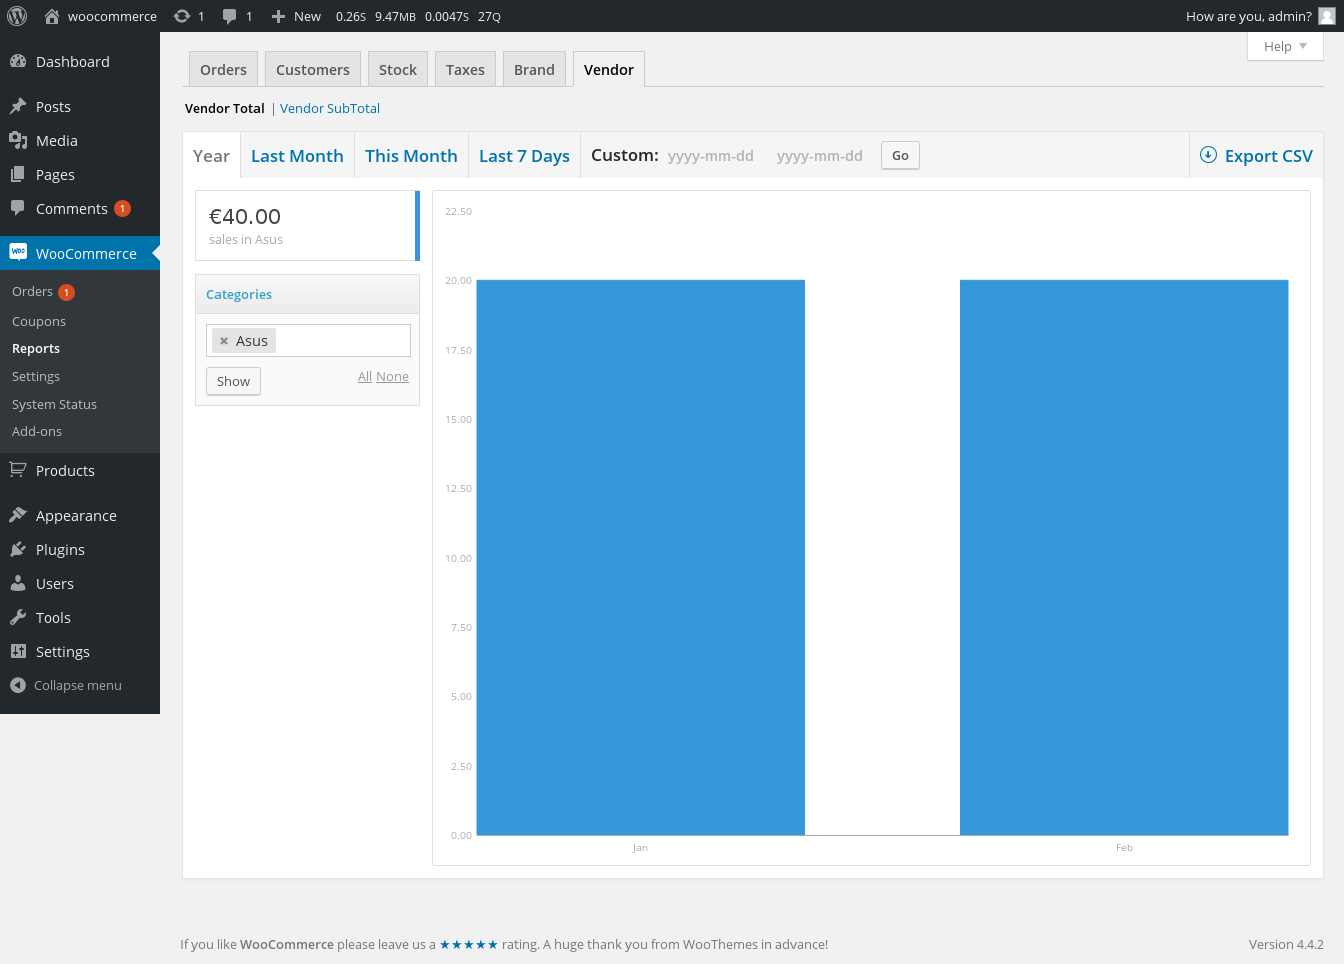 woocommerce 1 1 New 0.26S 9.47MB 0.0047S 27Q How are you, admin?
Help
Dashboard
Posts
Media
Pages
Comments 1
WooCommerce
Orders 1
Coupons
Reports
Settings
System Status
Add-ons
Products
Appearance
Plugins
Users
Tools
Settings
Collapse menu
Orders Customers Stock Taxes Brand Vendor
Vendor Total | Vendor SubTotal
Year Last Month This Month Last 7 Days Custom: yyyy-mm-dd yyyy-mm-dd Go Export CSV
€40.00
sales in Asus
Categories
✖ Asus
Show All None
22.50
20.00
17.50
15.00
12.50
10.00
7.50
5.00
2.50
0.00
Jan Feb
If you like WooCommerce please leave us a ★★★★★ rating. A huge thank you from WooThemes in advance! Version 4.4.2